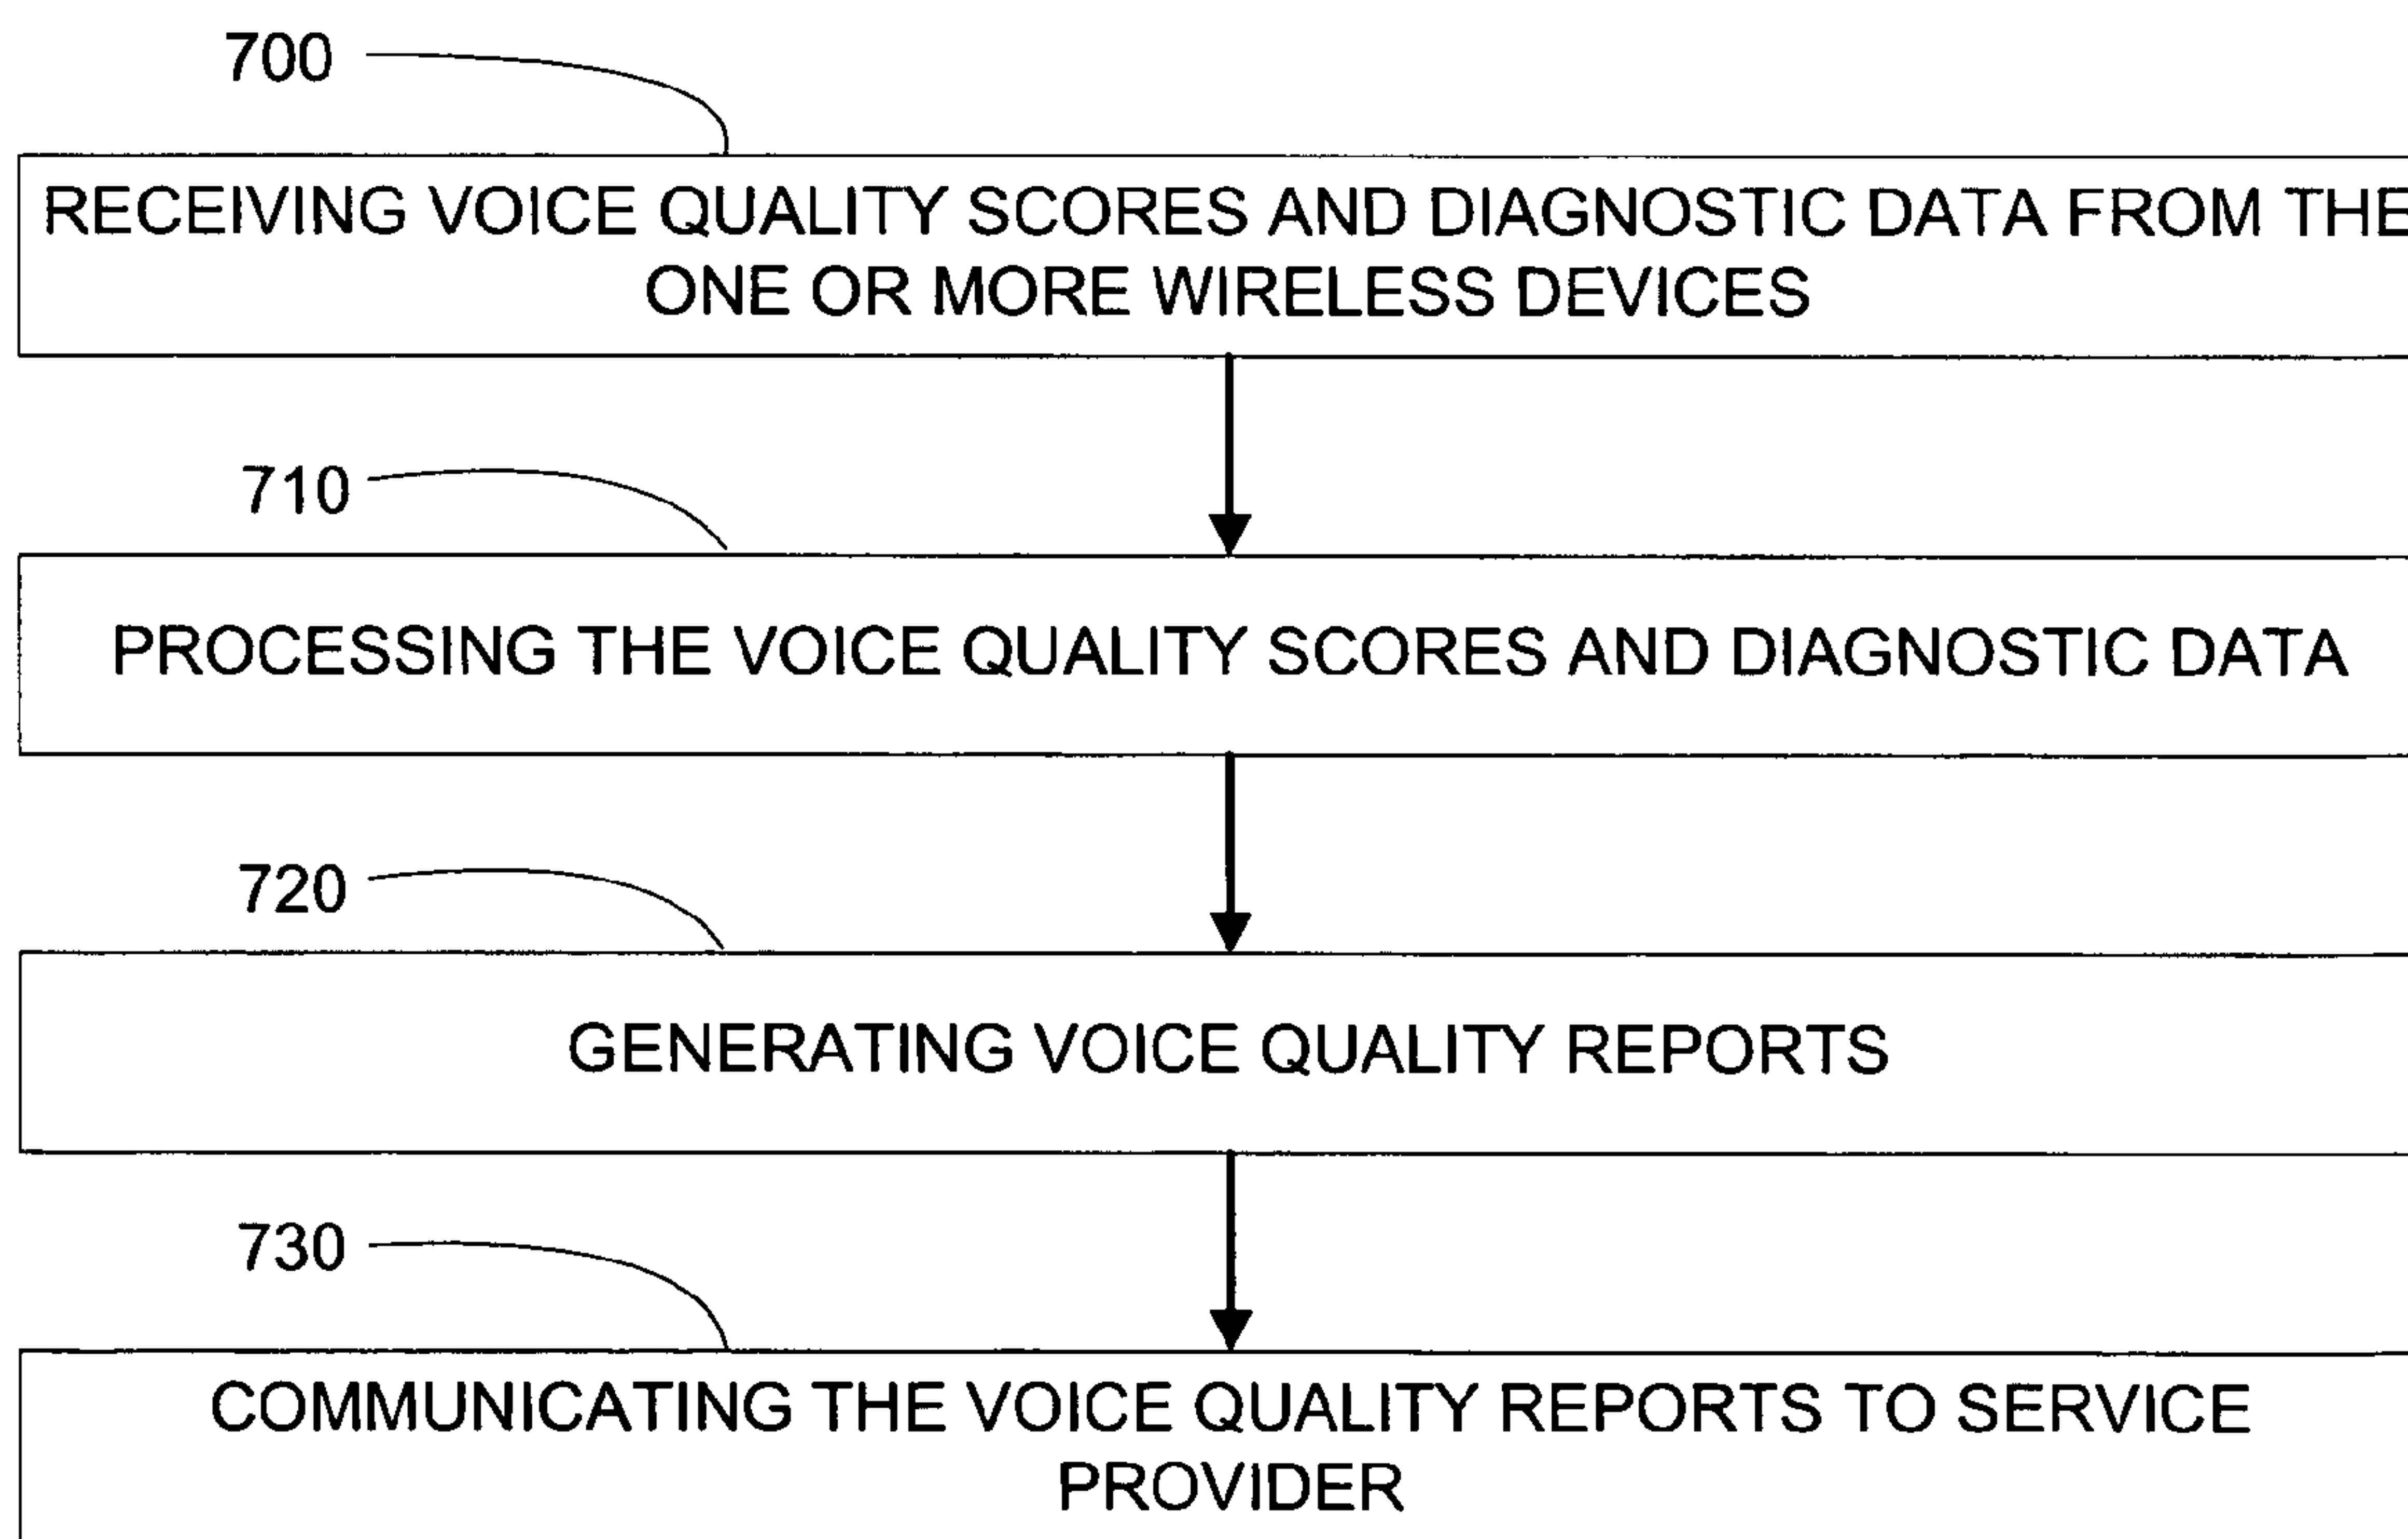 700
RECEIVING VOICE QUALITY SCORES AND DIAGNOSTIC DATA FROM THE
ONE OR MORE WIRELESS DEVICES
710
PROCESSING THE VOICE QUALITY SCORES AND DIAGNOSTIC DATA
720
GENERATING VOICE QUALITY REPORTS
730
COMMUNICATING THE VOICE QUALITY REPORTS TO SERVICE
PROVIDER